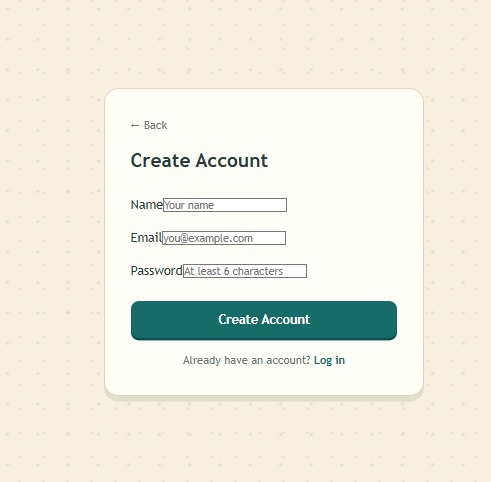 ← Back
Create Account
Name Your name
Email you@example.com
Password At least 6 characters
Create Account
Already have an account? Log in